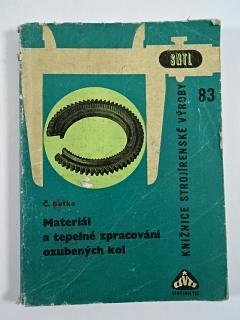 SNTL
83
KNIŽNICE STROJÍRENSKÉ VÝROBY
Č. Baťka
Materiál
a tepelné zpracování
ozubených kol